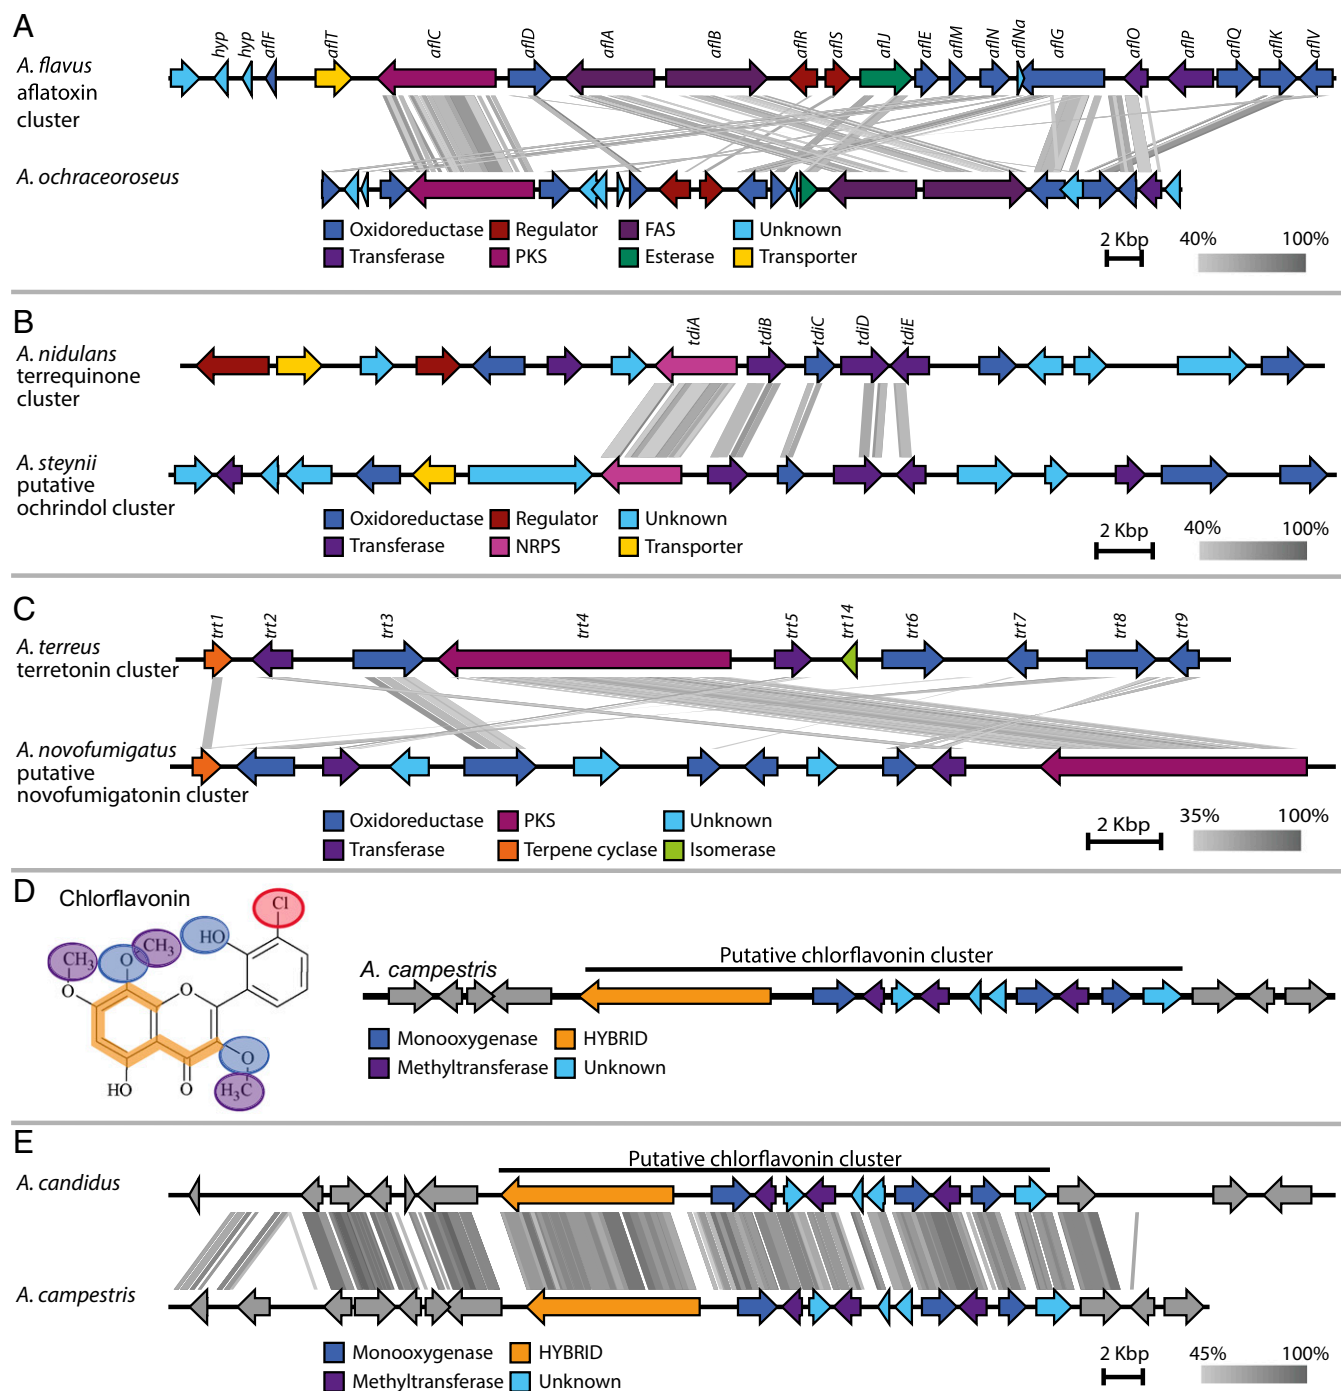 A
hyp hyp aflF aflT aflC aflD aflA aflB aflR aflS aflJ aflE aflM aflN aflNa aflG aflO aflP aflQ aflK aflV
A. flavus
aflatoxin
cluster
A. ochraceoroseus
Oxidoreductase Regulator FAS Unknown
Transferase PKS Esterase Transporter
2 Kbp 40% 100%
B
tdiA tdiB tdiC tdiD tdiE
A. nidulans
terrequinone
cluster
A. steynii
putative
ochrindol cluster
Oxidoreductase Regulator Unknown
Transferase NRPS Transporter
2 Kbp 40% 100%
C
trt1 trt2 trt3 trt4 trt5 trt14 trt6 trt7 trt8 trt9
A. terreus
terretonin cluster
A. novofumigatus
putative
novofumigatonin cluster
Oxidoreductase PKS Unknown
Transferase Terpene cyclase Isomerase
2 Kbp 35% 100%
D
Chlorflavonin
Cl
CH3 O CH3 HO
O O
O
HO O H3C
Putative chlorflavonin cluster
A. campestris
Monooxygenase HYBRID
Methyltransferase Unknown
E
Putative chlorflavonin cluster
A. candidus
A. campestris
Monooxygenase HYBRID
Methyltransferase Unknown
2 Kbp 45% 100%